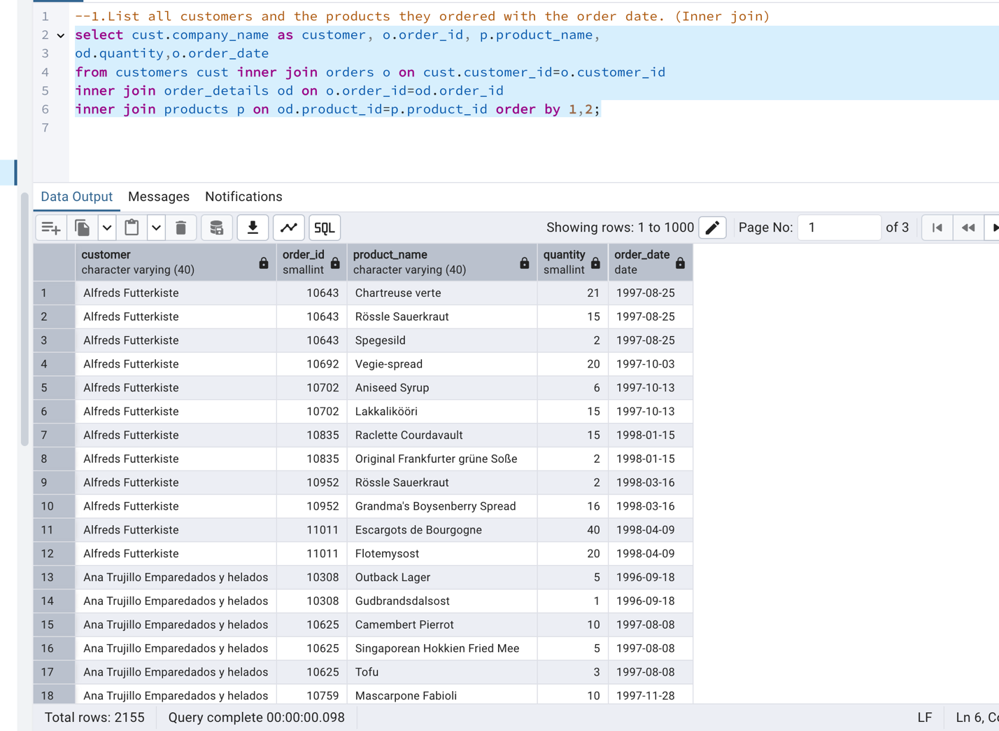 1 --1.List all customers and the products they ordered with the order date. (Inner join)
2 select cust.company_name as customer, o.order_id, p.product_name,
3 od.quantity,o.order_date
4 from customers cust inner join orders o on cust.customer_id=o.customer_id
5 inner join order_details od on o.order_id=od.order_id
6 inner join products p on od.product_id=p.product_id order by 1,2;
7
Data Output Messages Notifications
SQL Showing rows: 1 to 1000 Page No: 1 of 3
customer order_id product_name quantity order_date
character varying (40) smallint character varying (40) smallint date
1 Alfreds Futterkiste 10643 Chartreuse verte 21 1997-08-25
2 Alfreds Futterkiste 10643 Rössle Sauerkraut 15 1997-08-25
3 Alfreds Futterkiste 10643 Spegesild 2 1997-08-25
4 Alfreds Futterkiste 10692 Vegie-spread 20 1997-10-03
5 Alfreds Futterkiste 10702 Aniseed Syrup 6 1997-10-13
6 Alfreds Futterkiste 10702 Lakkalikööri 15 1997-10-13
7 Alfreds Futterkiste 10835 Raclette Courdavault 15 1998-01-15
8 Alfreds Futterkiste 10835 Original Frankfurter grüne Soße 2 1998-01-15
9 Alfreds Futterkiste 10952 Rössle Sauerkraut 2 1998-03-16
10 Alfreds Futterkiste 10952 Grandma's Boysenberry Spread 16 1998-03-16
11 Alfreds Futterkiste 11011 Escargots de Bourgogne 40 1998-04-09
12 Alfreds Futterkiste 11011 Flotemysost 20 1998-04-09
13 Ana Trujillo Emparedados y helados 10308 Outback Lager 5 1996-09-18
14 Ana Trujillo Emparedados y helados 10308 Gudbrandsdalsost 1 1996-09-18
15 Ana Trujillo Emparedados y helados 10625 Camembert Pierrot 10 1997-08-08
16 Ana Trujillo Emparedados y helados 10625 Singaporean Hokkien Fried Mee 5 1997-08-08
17 Ana Trujillo Emparedados y helados 10625 Tofu 3 1997-08-08
18 Ana Trujillo Emparedados y helados 10759 Mascarpone Fabioli 10 1997-11-28
Total rows: 2155 Query complete 00:00:00.098 LF Ln 6,